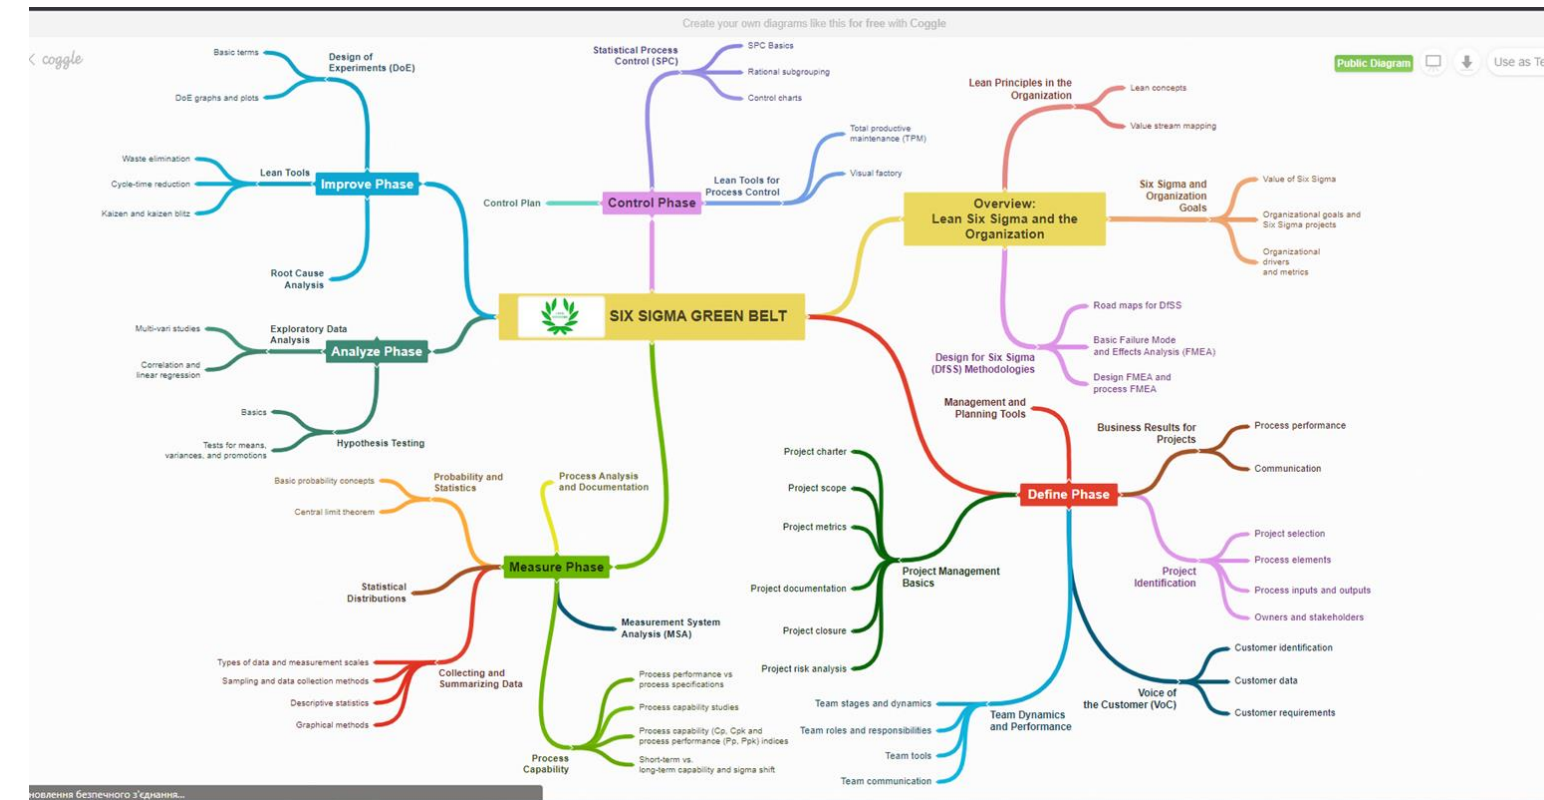 Create your own diagrams like this for free with Coggle
coggle
Public Diagram
Use as Te
Basic terms
DoE graphs and plots
Design of
Experiments (DoE)
Waste elimination
Cycle-time reduction
Kaizen and kaizen blitz
Lean Tools
Improve Phase
Root Cause
Analysis
Multi-vari studies
Correlation and
linear regression
Exploratory Data
Analysis
Analyze Phase
Basics
Tests for means,
variances, and promotions
Hypothesis Testing
Statistical Process
Control (SPC)
SPC Basics
Rational subgrouping
Control charts
Control Plan
Control Phase
Lean Tools for
Process Control
Total productive
maintenance (TPM)
Visual factory
SIX SIGMA GREEN BELT
Lean Principles in the
Organization
Lean concepts
Value stream mapping
Overview:
Lean Six Sigma and the
Organization
Six Sigma and
Organization
Goals
Value of Six Sigma
Organizational goals and
Six Sigma projects
Organizational
drivers
and metrics
Design for Six Sigma
(DfSS) Methodologies
Road maps for DfSS
Basic Failure Mode
and Effects Analysis (FMEA)
Design FMEA and
process FMEA
Management and
Planning Tools
Business Results for
Projects
Process performance
Communication
Define Phase
Project charter
Project scope
Project metrics
Project documentation
Project closure
Project risk analysis
Project Management
Basics
Project
Identification
Project selection
Process elements
Process inputs and outputs
Owners and stakeholders
Voice of
the Customer (VoC)
Customer identification
Customer data
Customer requirements
Team stages and dynamics
Team roles and responsibilities
Team tools
Team communication
Team Dynamics
and Performance
Basic probability concepts
Central limit theorem
Probability and
Statistics
Process Analysis
and Documentation
Measure Phase
Statistical
Distributions
Measurement System
Analysis (MSA)
Types of data and measurement scales
Sampling and data collection methods
Descriptive statistics
Graphical methods
Collecting and
Summarizing Data
Process
Capability
Process performance vs
process specifications
Process capability studies
Process capability (Cp, Cpk and
process performance (Pp, Ppk) indices
Short-term vs.
long-term capability and sigma shift
новлення безпечного з'єднання...